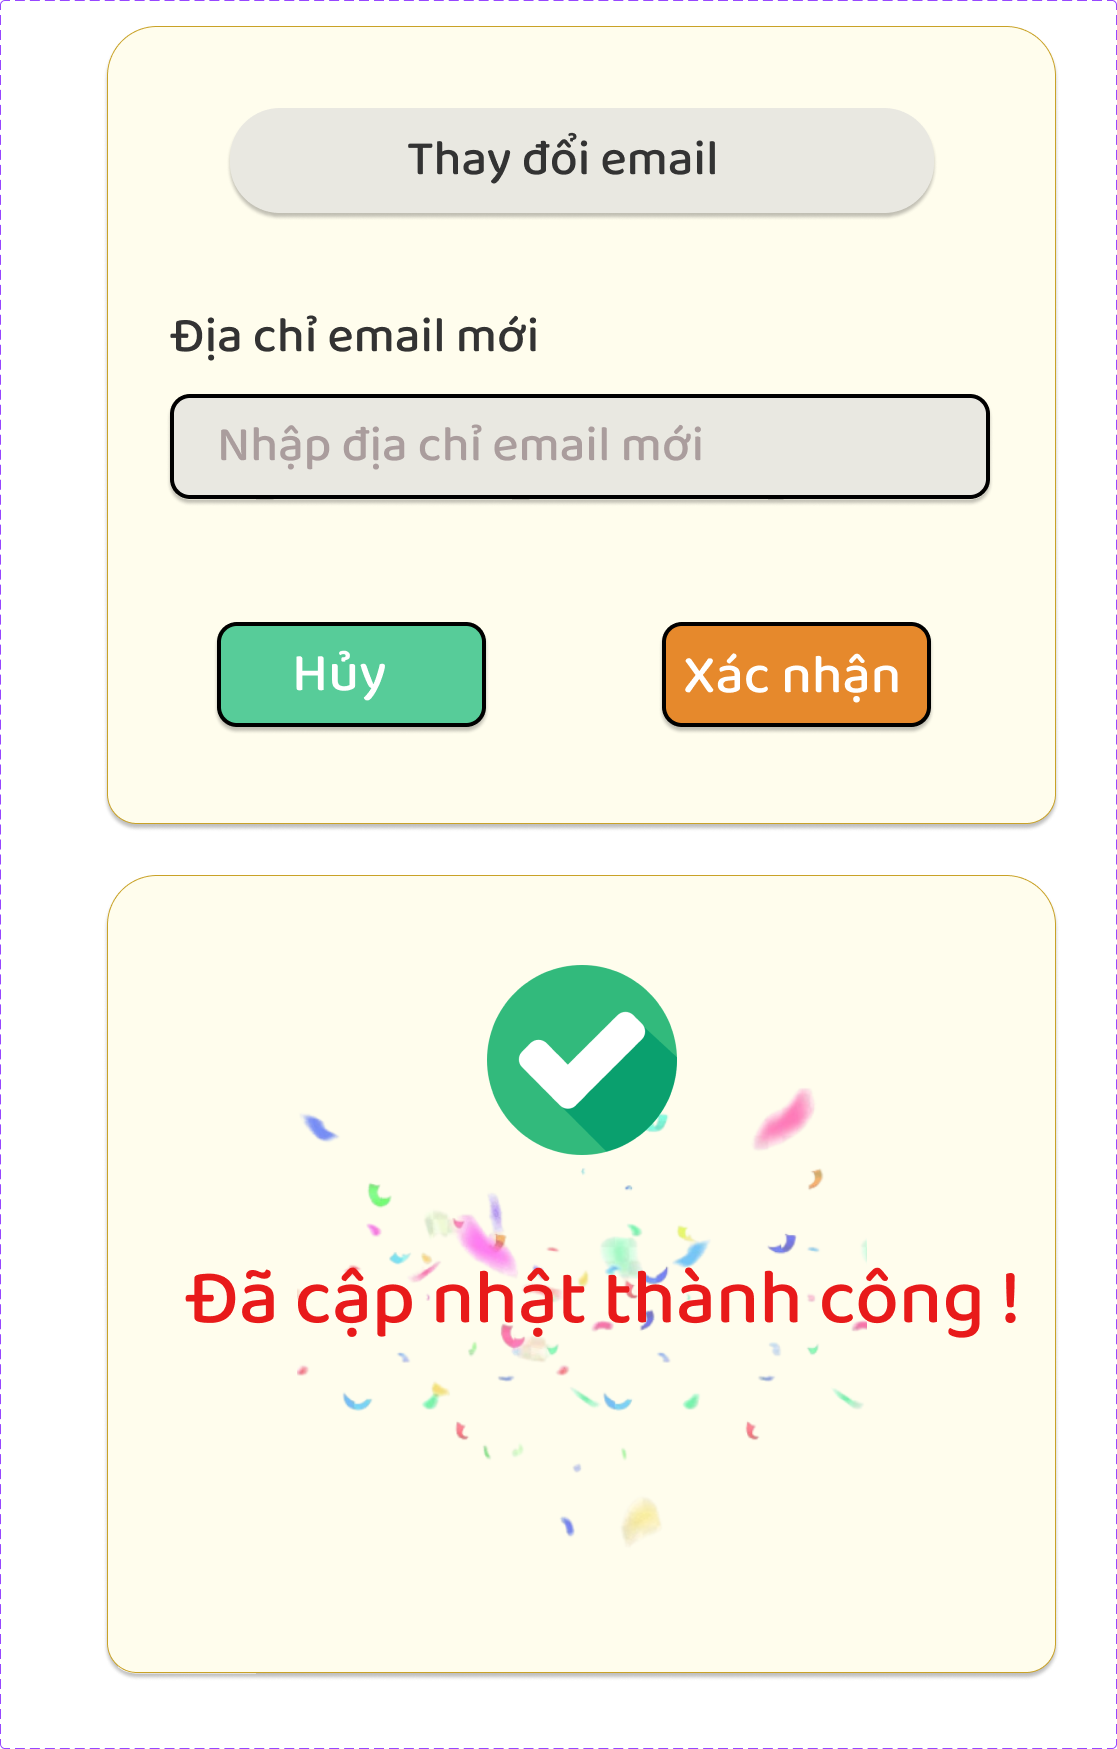 Thay đổi email
Địa chỉ email mới
Nhập địa chỉ email mới
Hủy
Xác nhận
Đã cập nhật thành công !